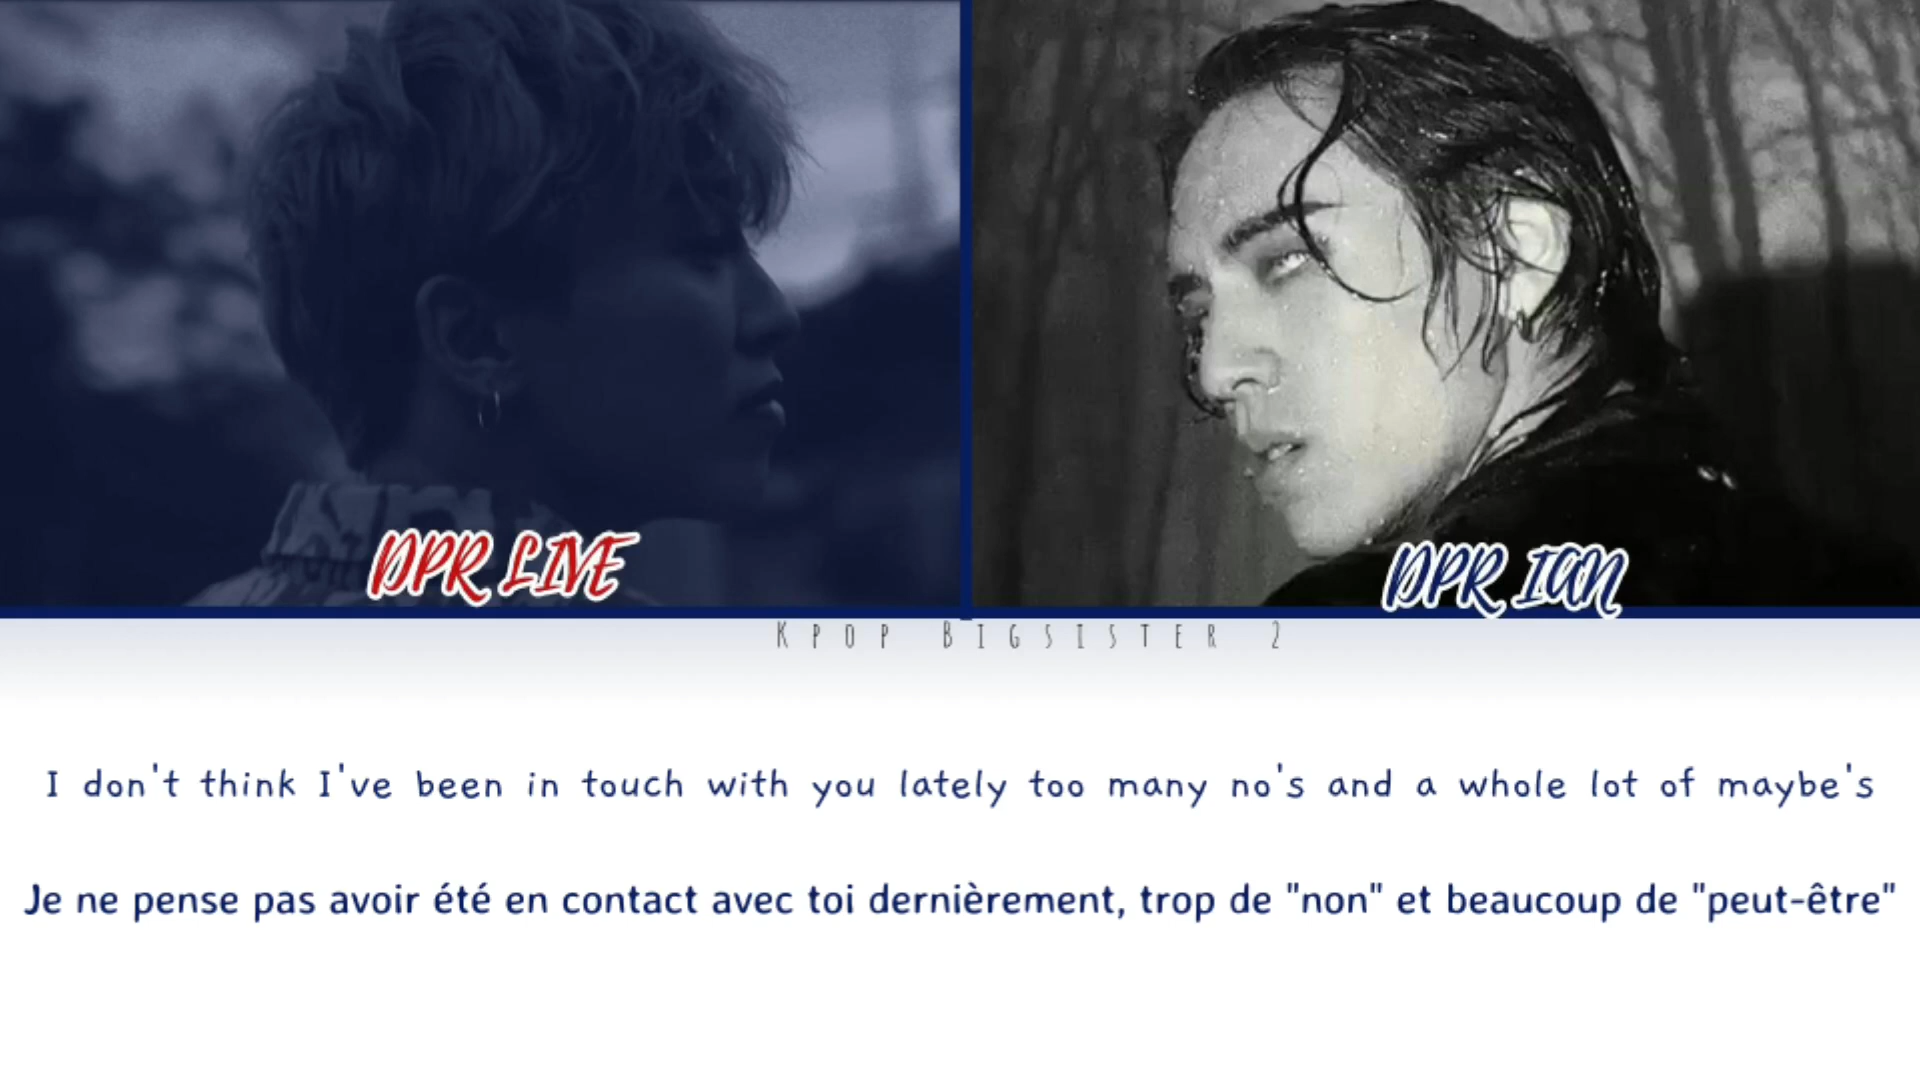 DPR LIVE
DPR IAN
KPOP BIGSISTER 2
I don't think I've been in touch with you lately too many no's and a whole lot of maybe's
Je ne pense pas avoir été en contact avec toi dernièrement, trop de "non" et beaucoup de "peut-être"